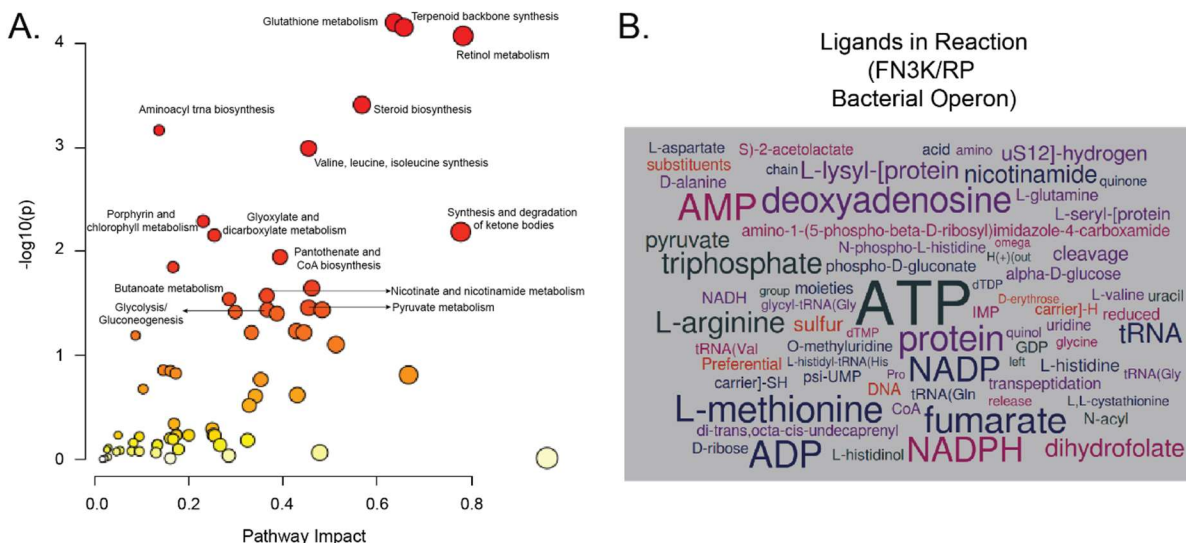 A.
4
3
2
1
0
-log10(p)
0.0
0.2
0.4
0.6
0.8
Pathway Impact
Glutathione metabolism
Terpenoid backbone synthesis
Retinol metabolism
Steroid biosynthesis
Aminoacyl trna biosynthesis
Valine, leucine, isoleucine synthesis
Porphyrin and
chlorophyll metabolism
Glyoxylate and
dicarboxylate metabolism
Synthesis and degradation
of ketone bodies
Pantothenate and
CoA biosynthesis
Butanoate metabolism
Nicotinate and nicotinamide metabolism
Glycolysis/
Gluconeogenesis
Pyruvate metabolism
B.
Ligands in Reaction
(FN3K/RP
Bacterial Operon)
L-aspartate
S)-2-acetolactate
acid
amino
uS12]-hydrogen
substituents
chain
L-lysyl-[protein
nicotinamide
quinone
D-alanine
AMP
deoxyadenosine
L-glutamine
L-seryl-[protein
amino-1-(5-phospho-beta-D-ribosyl)imidazole-4-carboxamide
pyruvate
N-phospho-L-histidine
omega
H(+)(out
cleavage
triphosphate
phospho-D-gluconate
alpha-D-glucose
group
moieties
ATP
dTDP
NADH
glycyl-tRNA(Gly
D-erythrose
L-valine
uracil
IMP
carrier]-H
reduced
L-arginine
sulfur
dTMP
protein
quinol
uridine
tRNA
tRNA(Val
O-methyluridine
GDP
glycine
Preferential
L-histidyl-tRNA(His
left
L-histidine
carrier]-SH
psi-UMP
Pro
NADP
transpeptidation
tRNA(Gly
DNA
tRNA(Gln
release
L,L-cystathionine
L-methionine
CoA
fumarate
N-acyl
di-trans,octa-cis-undecaprenyl
D-ribose
ADP
L-histidinol
NADPH
dihydrofolate